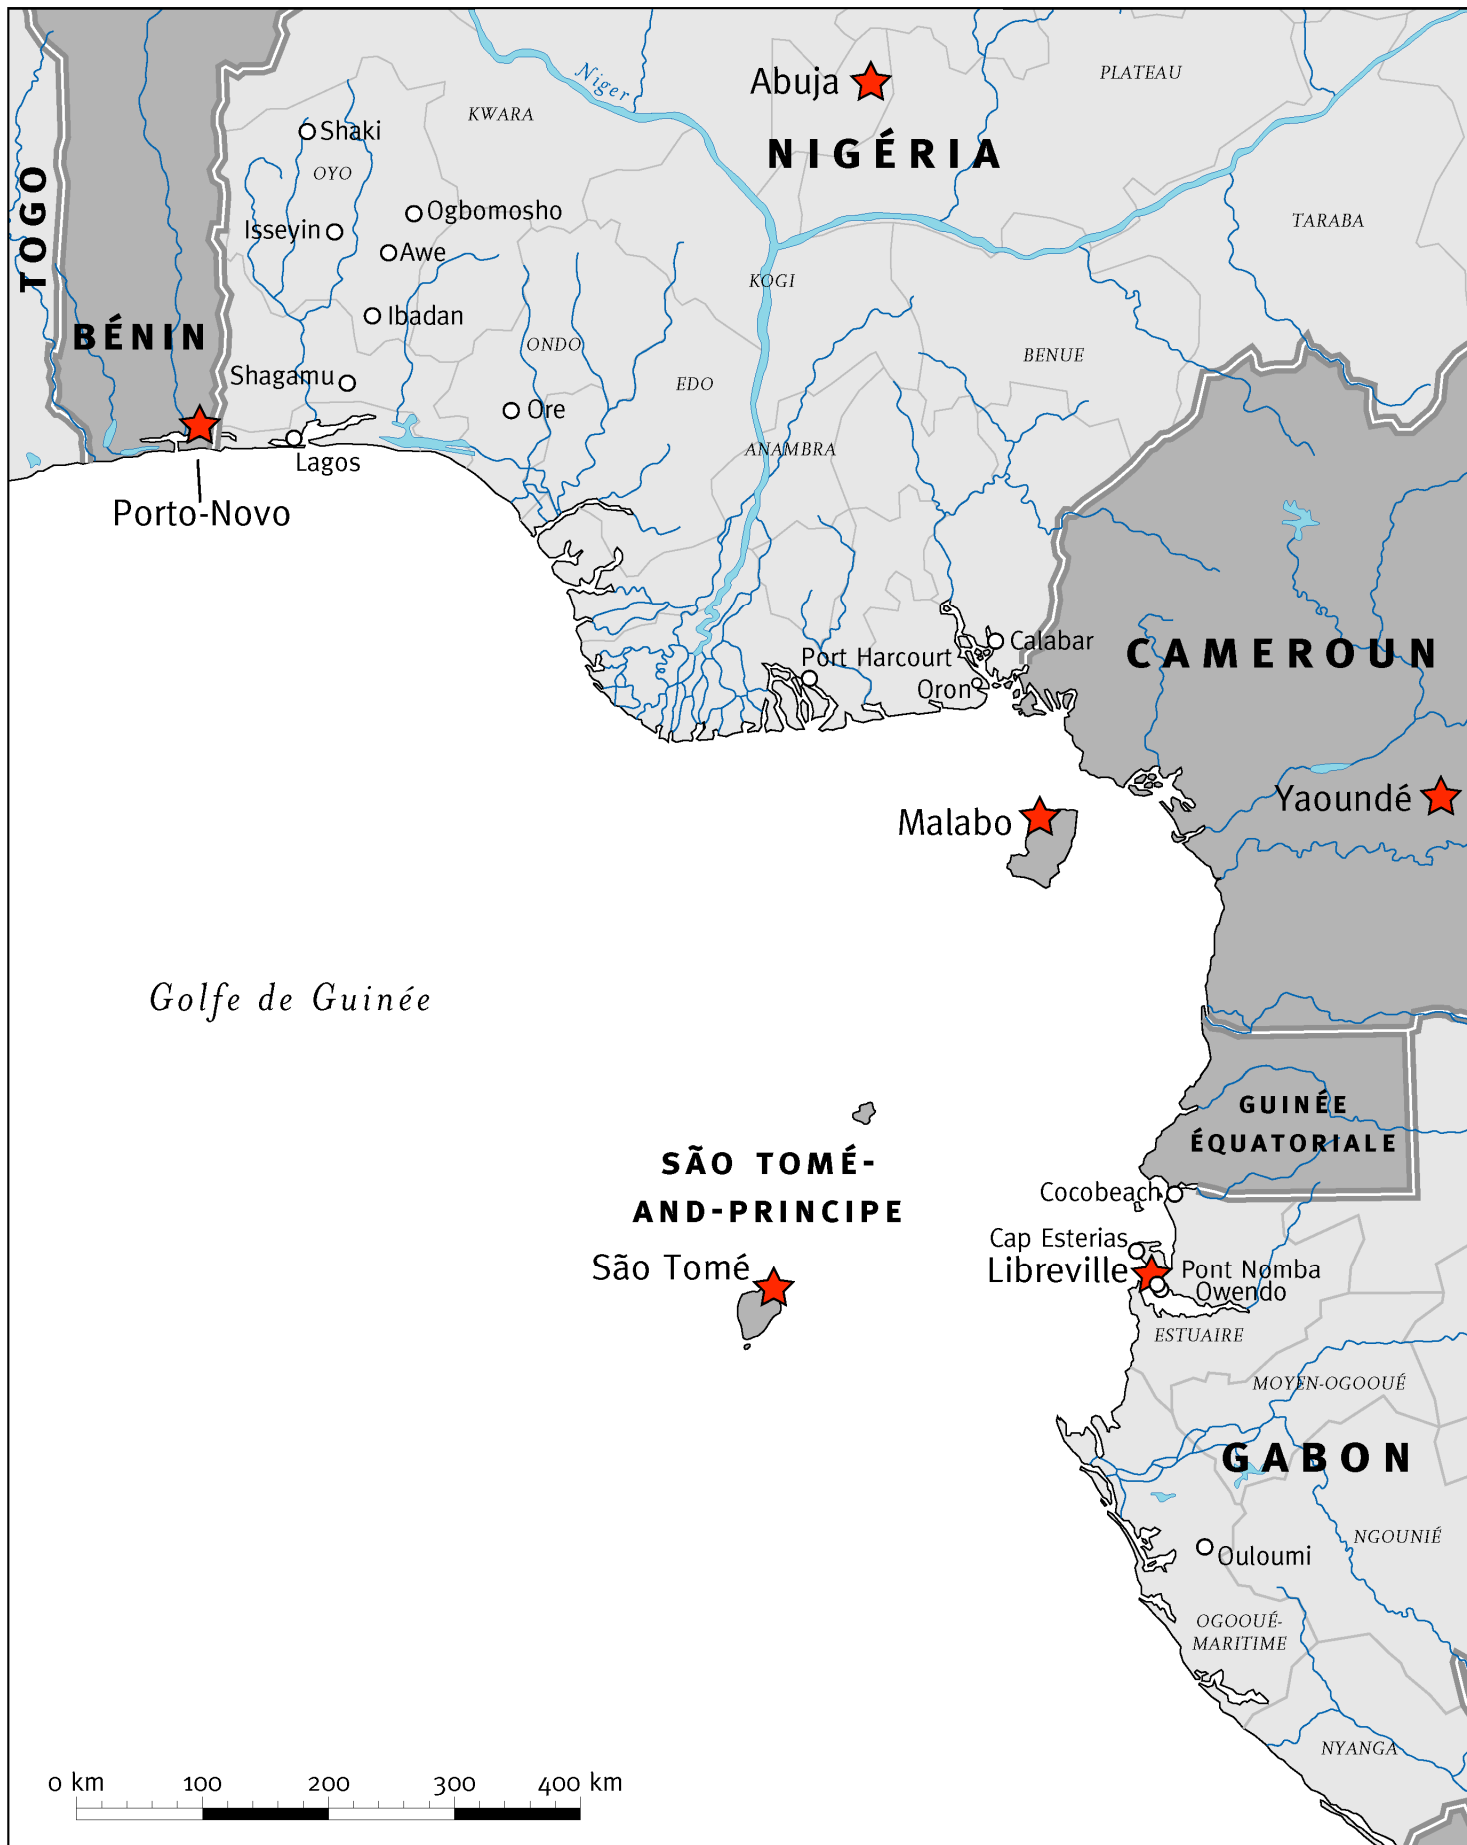 Niger
Abuja
PLATEAU
KWARA
Shaki
NIGÉRIA
OYO
TOGO
Ogbomosho
TARABA
Isseyin
Awe
KOGI
Ibadan
BÉNIN
ONDO
BENUE
Shagamu
EDO
Ore
ANAMBRA
Lagos
Porto-Novo
Calabar
CAMEROUN
Port Harcourt
Oron
Yaoundé
Malabo
Golfe de Guinée
GUINÉE
ÉQUATORIALE
SÃO TOMÉ-
AND-PRINCIPE
Cocobeach
Cap Esterias
São Tomé
Libreville
Pont Nomba
Owendo
ESTUAIRE
MOYEN-OGOOUÉ
GABON
NGOUNIÉ
Ouloumi
OGOOUÉ-
MARITIME
NYANGA
0 km 100 200 300 400 km